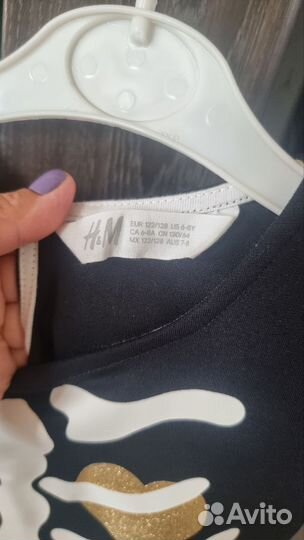 H&M
EUR 122/128 US 6-8Y
CA 6-8A CN 130/64
MX 122/128 AUS 7-8
Avito